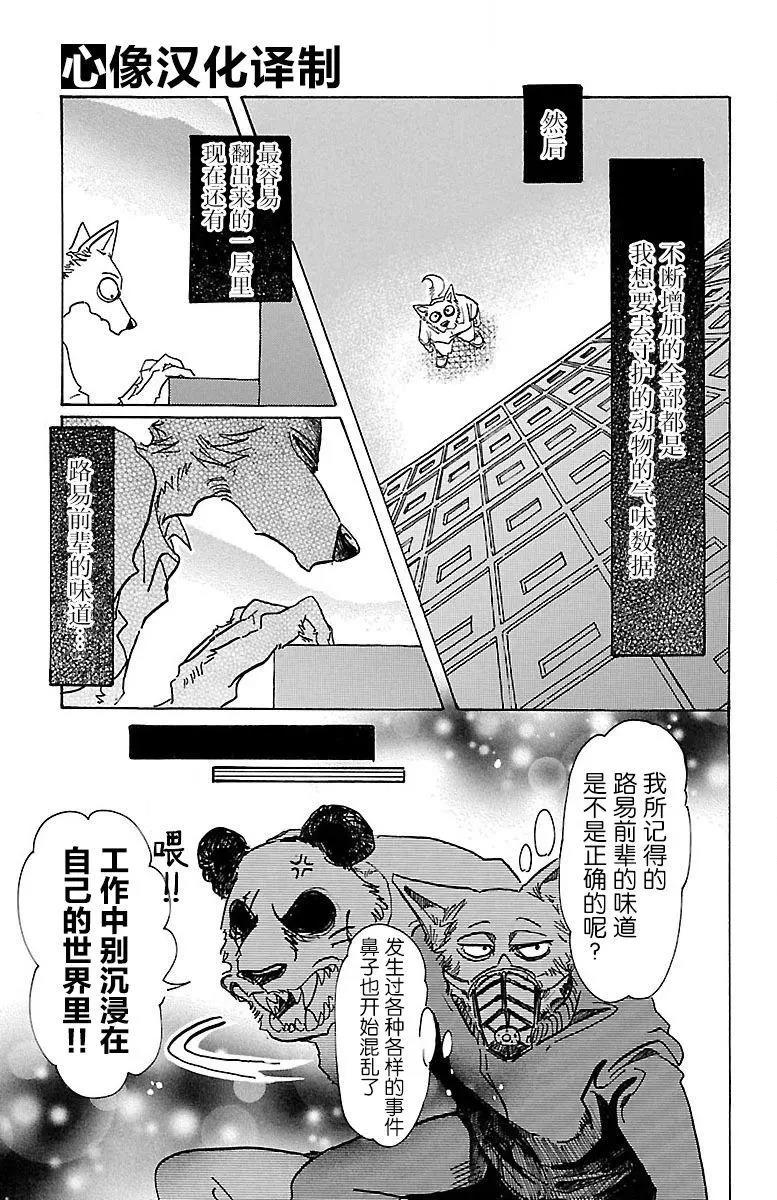 心像汉化译制
然后
不断增加的全部都是
我想要去守护的动物的气味数据
最容易
翻出来的一层里
现在还有
路易前辈的味道…
我所记得的
路易前辈的味道
是不是正确的呢？
发生过各种各样的事件
鼻子也开始混乱了
喂!!
工作中别沉浸在
自己的世界里!!